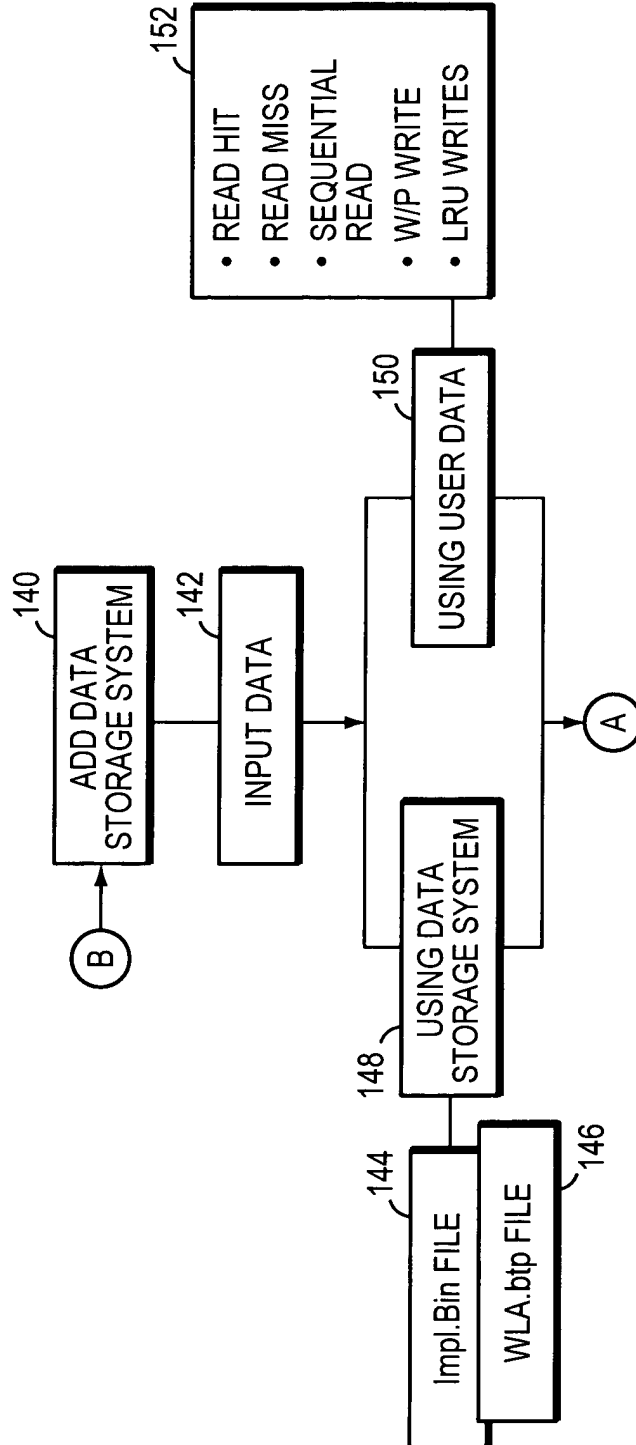 B
140
ADD DATA
STORAGE SYSTEM
142
INPUT DATA
144
Impl.Bin FILE
146
WLA.btp FILE
148
USING DATA
STORAGE SYSTEM
150
USING USER DATA
152
• READ HIT
• READ MISS
• SEQUENTIAL
READ
• W/P WRITE
• LRU WRITES
A